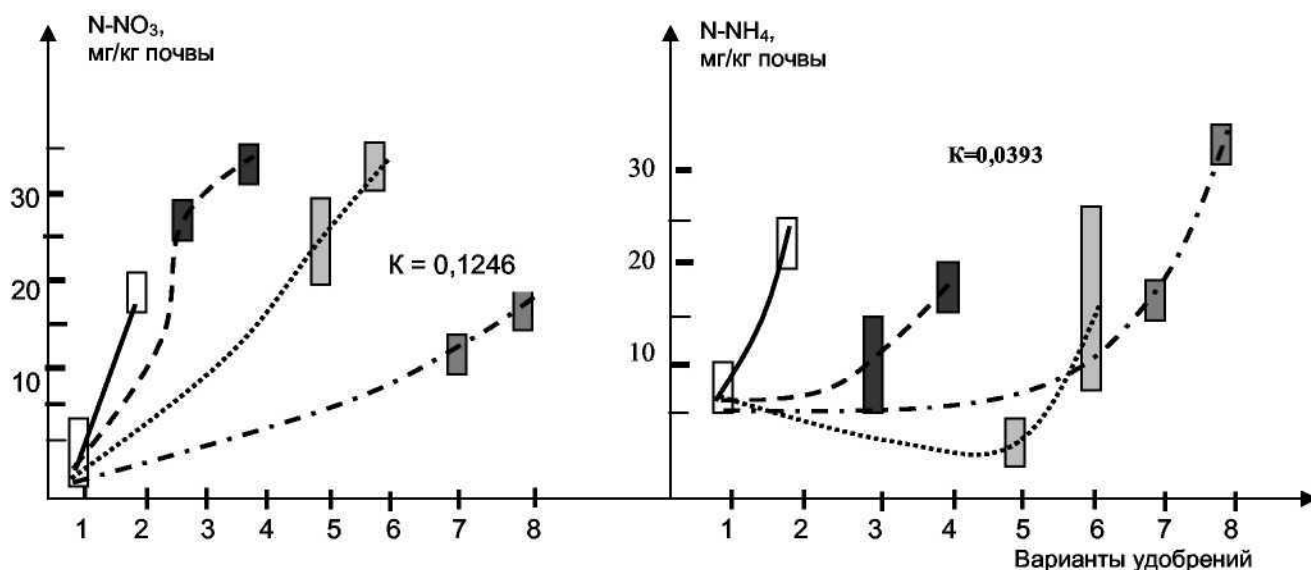 N-NO₃,
мг/кг почвы
30
20
10
K = 0,1246
1 2 3 4 5 6 7 8
N-NH₄,
мг/кг почвы
30
20
10
K=0,0393
1 2 3 4 5 6 7 8
Варианты удобрений